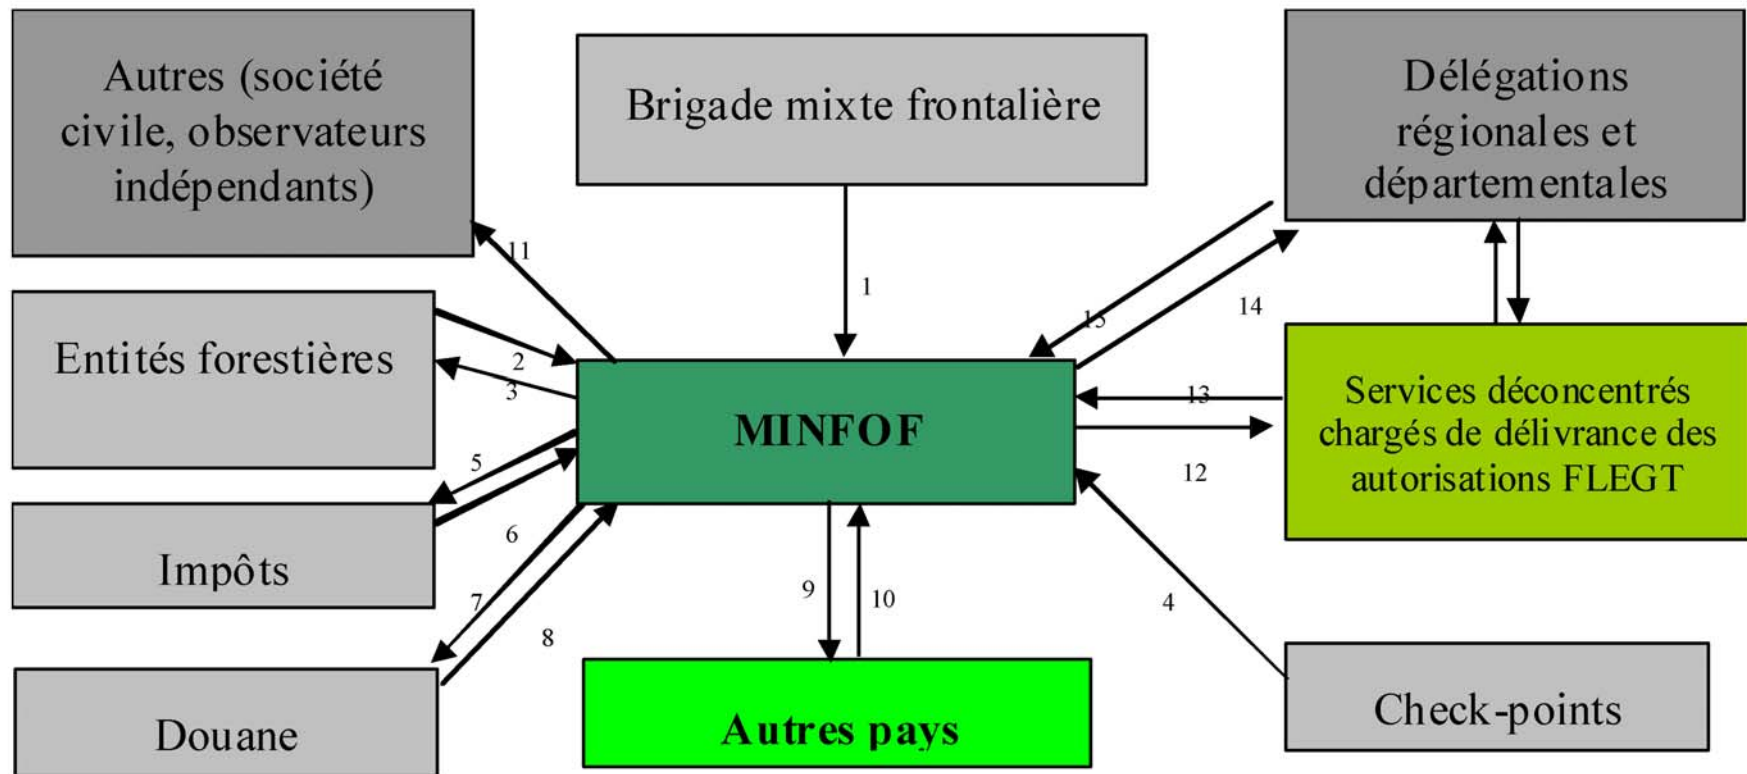 Autres (société
civile, observateurs
indépendants)
Brigade mixte frontalière
Délégations
régionales et
départementales
11
1
14
15
Entités forestières
2
3
MINFOF
13
12
Services déconcentrés
chargés de délivrance des
autorisations FLEGT
5
6
Impôts
7
8
9
10
4
Douane
Autres pays
Check-points